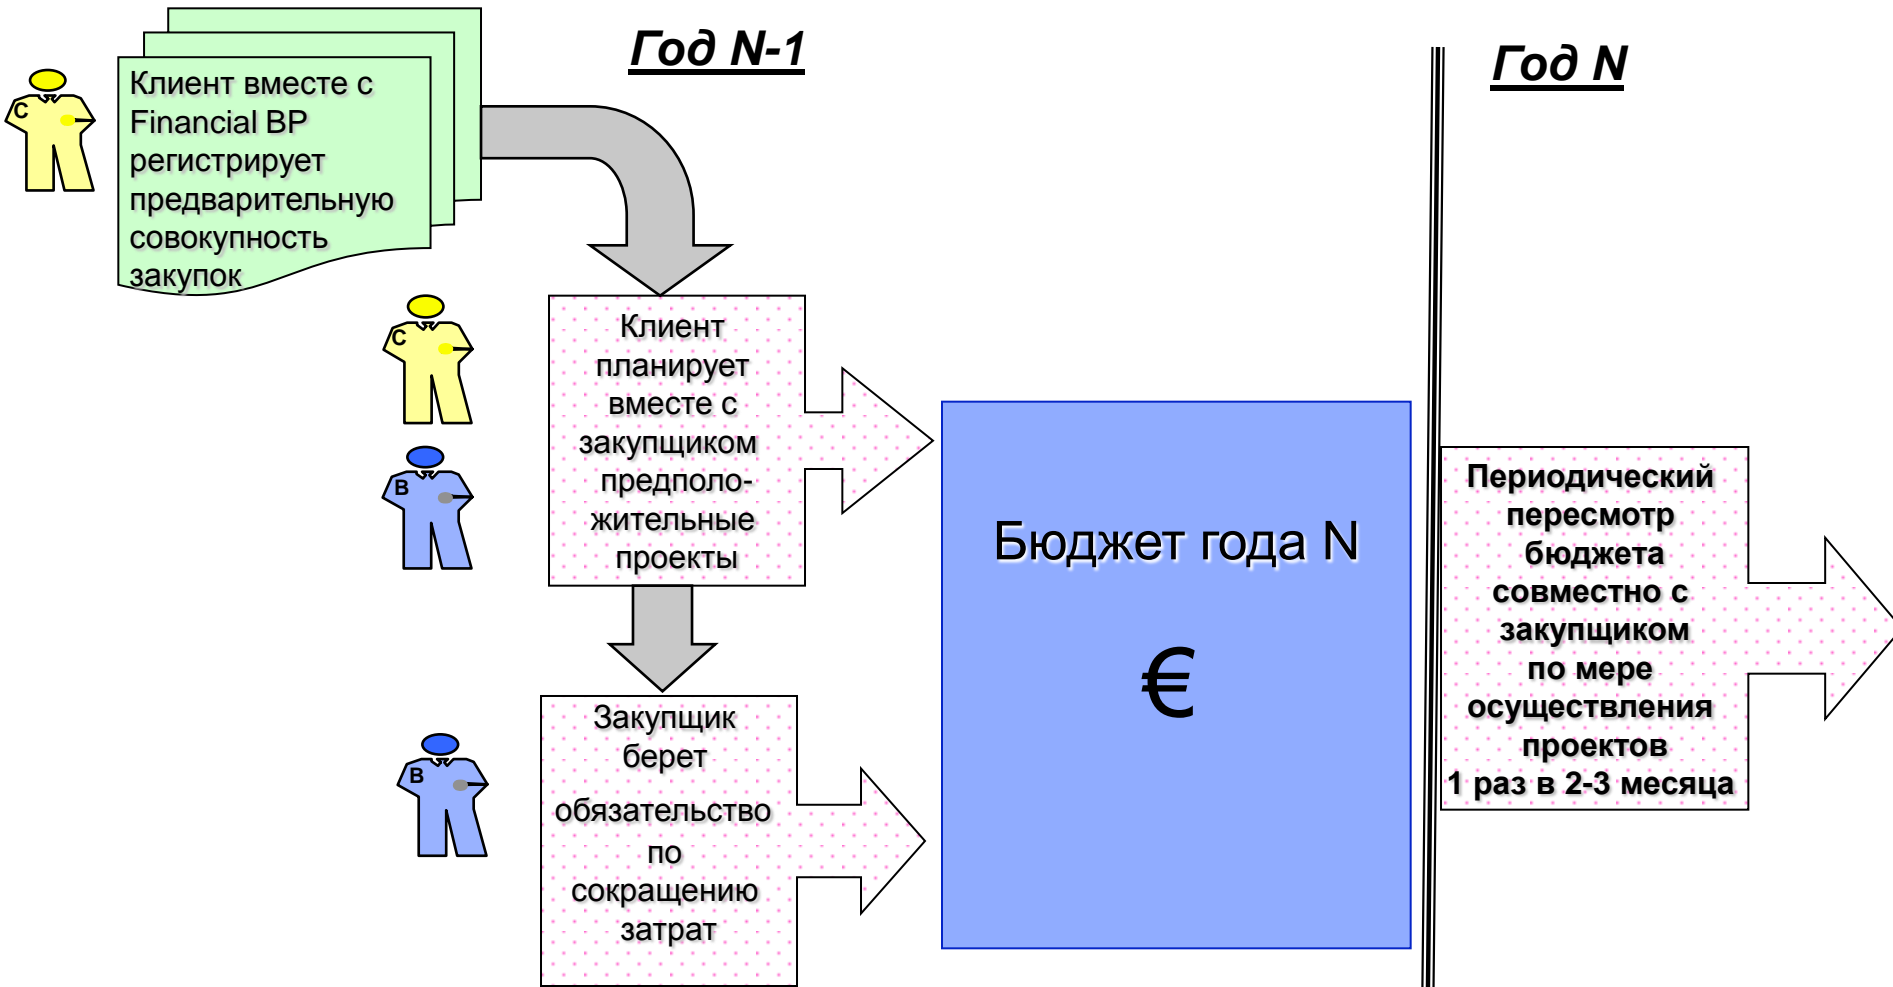 Год N-1
Год N
C
Клиент вместе с
Financial BP
регистрирует
предварительную
совокупность
закупок
C
B
Клиент
планирует
вместе с
закупщиком
предполо-
жительные
проекты
Бюджет года N
€
B
Закупщик
берет
обязательство
по
сокращению
затрат
Периодический
пересмотр
бюджета
совместно с
закупщиком
по мере
осуществления
проектов
1 раз в 2-3 месяца